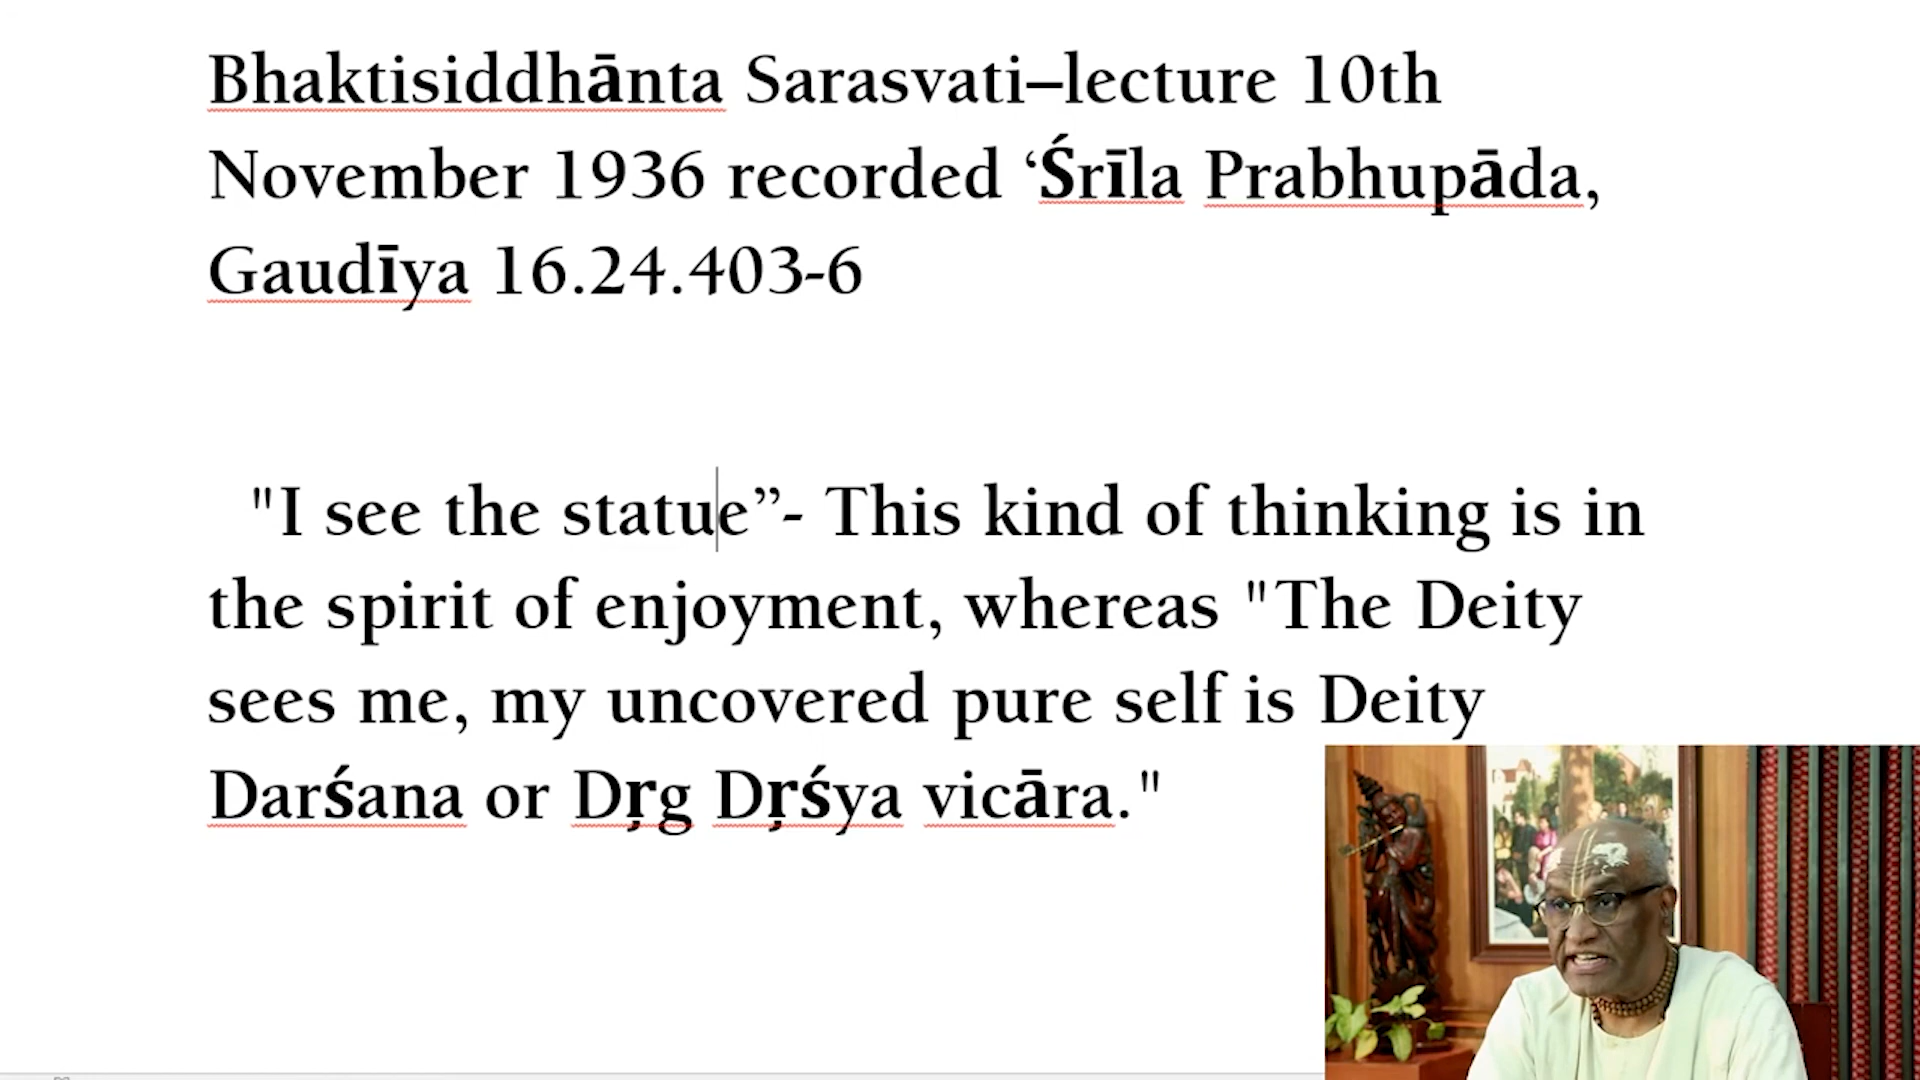 Bhaktisiddhānta Sarasvati–lecture 10th
November 1936 recorded ‘Śrīla Prabhupāda,
Gaudīya 16.24.403-6
"I see the statue”- This kind of thinking is in
the spirit of enjoyment, whereas "The Deity
sees me, my uncovered pure self is Deity
Darśana or Dṛg Dṛśya vicāra."